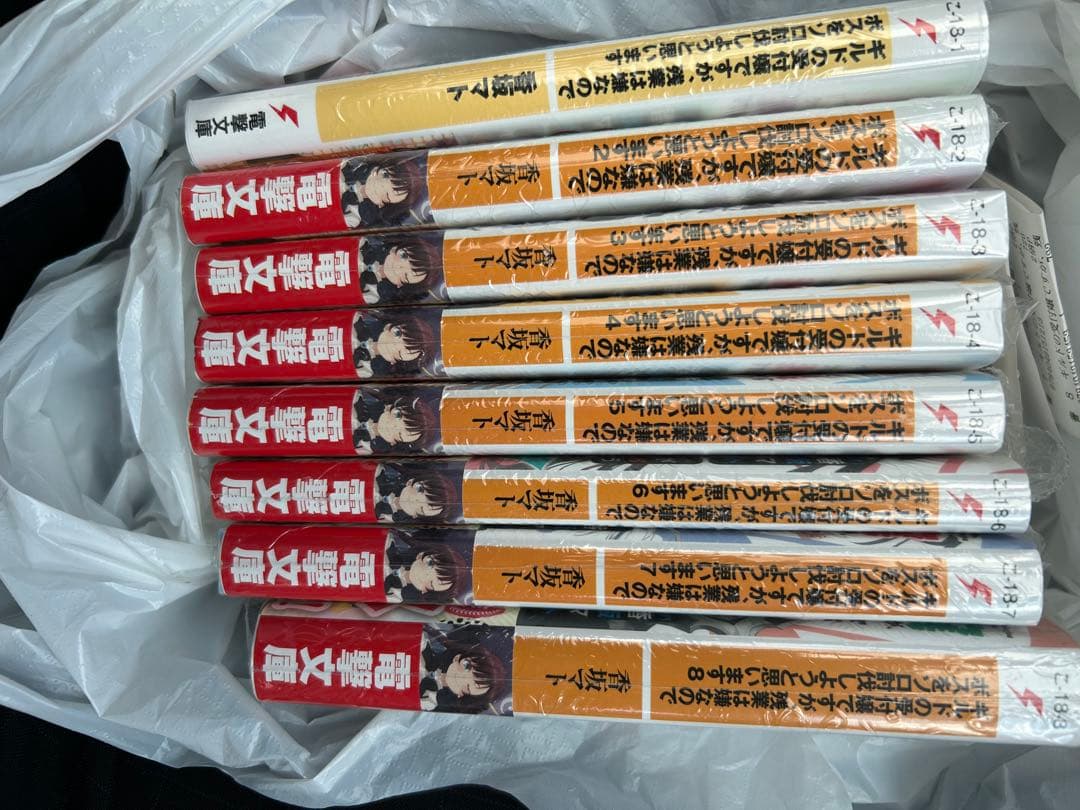 こ-18-1
ギルドの受付嬢ですが、残業は嫌なので
ボスをソロ討伐しようと思います
香坂マト
電撃文庫
こ-18-2
ギルドの受付嬢ですが、残業は嫌なので
ボスをソロ討伐しようと思います2
香坂マト
電撃文庫
こ-18-3
ギルドの受付嬢ですが、残業は嫌なので
ボスをソロ討伐しようと思います3
香坂マト
電撃文庫
こ-18-4
ギルドの受付嬢ですが、残業は嫌なので
ボスをソロ討伐しようと思います4
香坂マト
電撃文庫
こ-18-5
ギルドの受付嬢ですが、残業は嫌なので
ボスをソロ討伐しようと思います5
香坂マト
電撃文庫
こ-18-6
ギルドの受付嬢ですが、残業は嫌なので
ボスをソロ討伐しようと思います6
香坂マト
電撃文庫
こ-18-7
ギルドの受付嬢ですが、残業は嫌なので
ボスをソロ討伐しようと思います7
香坂マト
電撃文庫
こ-18-8
ギルドの受付嬢ですが、残業は嫌なので
ボスをソロ討伐しようと思います8
香坂マト
電撃文庫